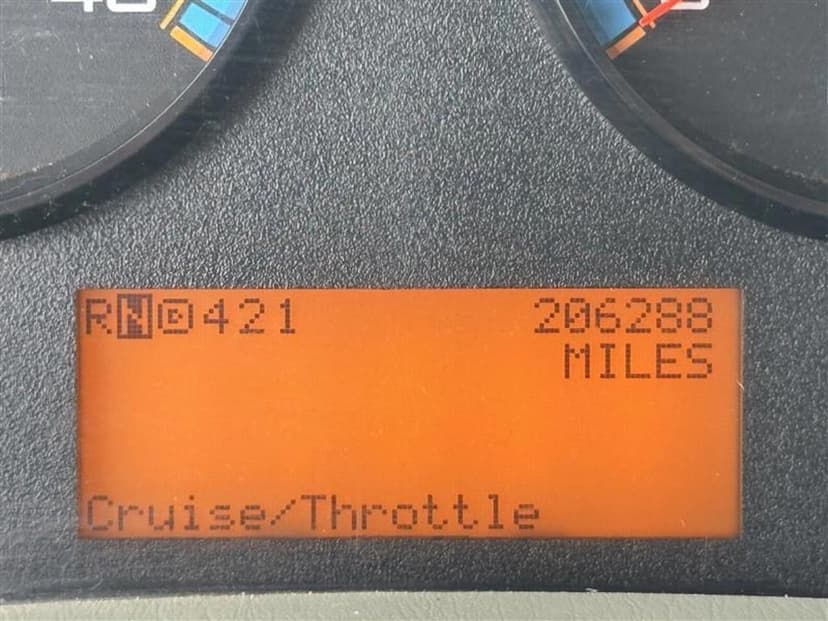 RND421 206288
MILES
Cruise/Throttle